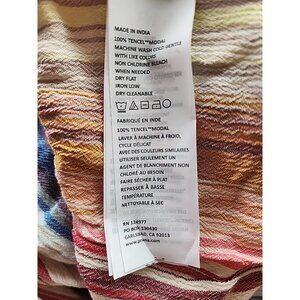 MADE IN INDIA
100% TENCEL™MODAL
MACHINE WASH COLD GENTLE
WITH LIKE COLORS
NON CHLORINE BLEACH
WHEN NEEDED
DRY FLAT
IRON LOW
DRY CLEANABLE
FABRIQUÉ EN INDE
100% TENCEL™MODAL
LAVER À MACHINE À FROID,
CYCLE DÉLICAT
AVEC DES COULEURS SIMILAIRES
UTILISER SEULEMENT UN
AGENT DE BLANCHIMENT NON
CHLORÉ AU BESOIN
FAIRE SÉCHER À PLAT
REPASSER À BASSE
TEMPÉRATURE
NETTOYABLE À SEC
RN 174977
PO BOX 130430
CARLSBAD, CA 92013
www.prana.com